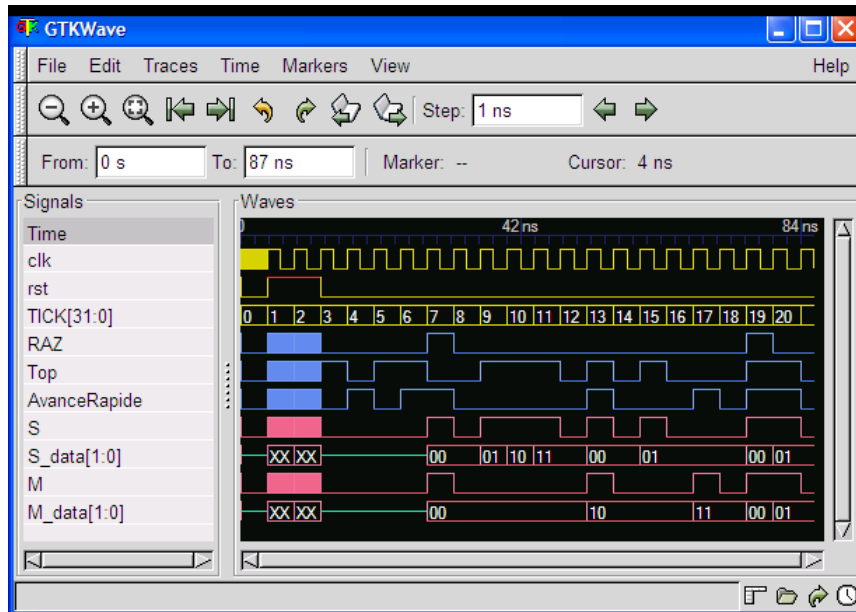 GTKWave
File Edit Traces Time Markers View Help
Step: 1 ns
From: 0 s To: 87 ns Marker: -- Cursor: 4 ns
Signals Waves
Time 0 42 ns 84 ns
clk
rst
TICK[31:0] 0 1 2 3 4 5 6 7 8 9 10 11 12 13 14 15 16 17 18 19 20
RAZ
Top
AvanceRapide
S
S_data[1:0] XX XX 00 01 10 11 00 01 00 01
M
M_data[1:0] XX XX 00 10 11 00 01